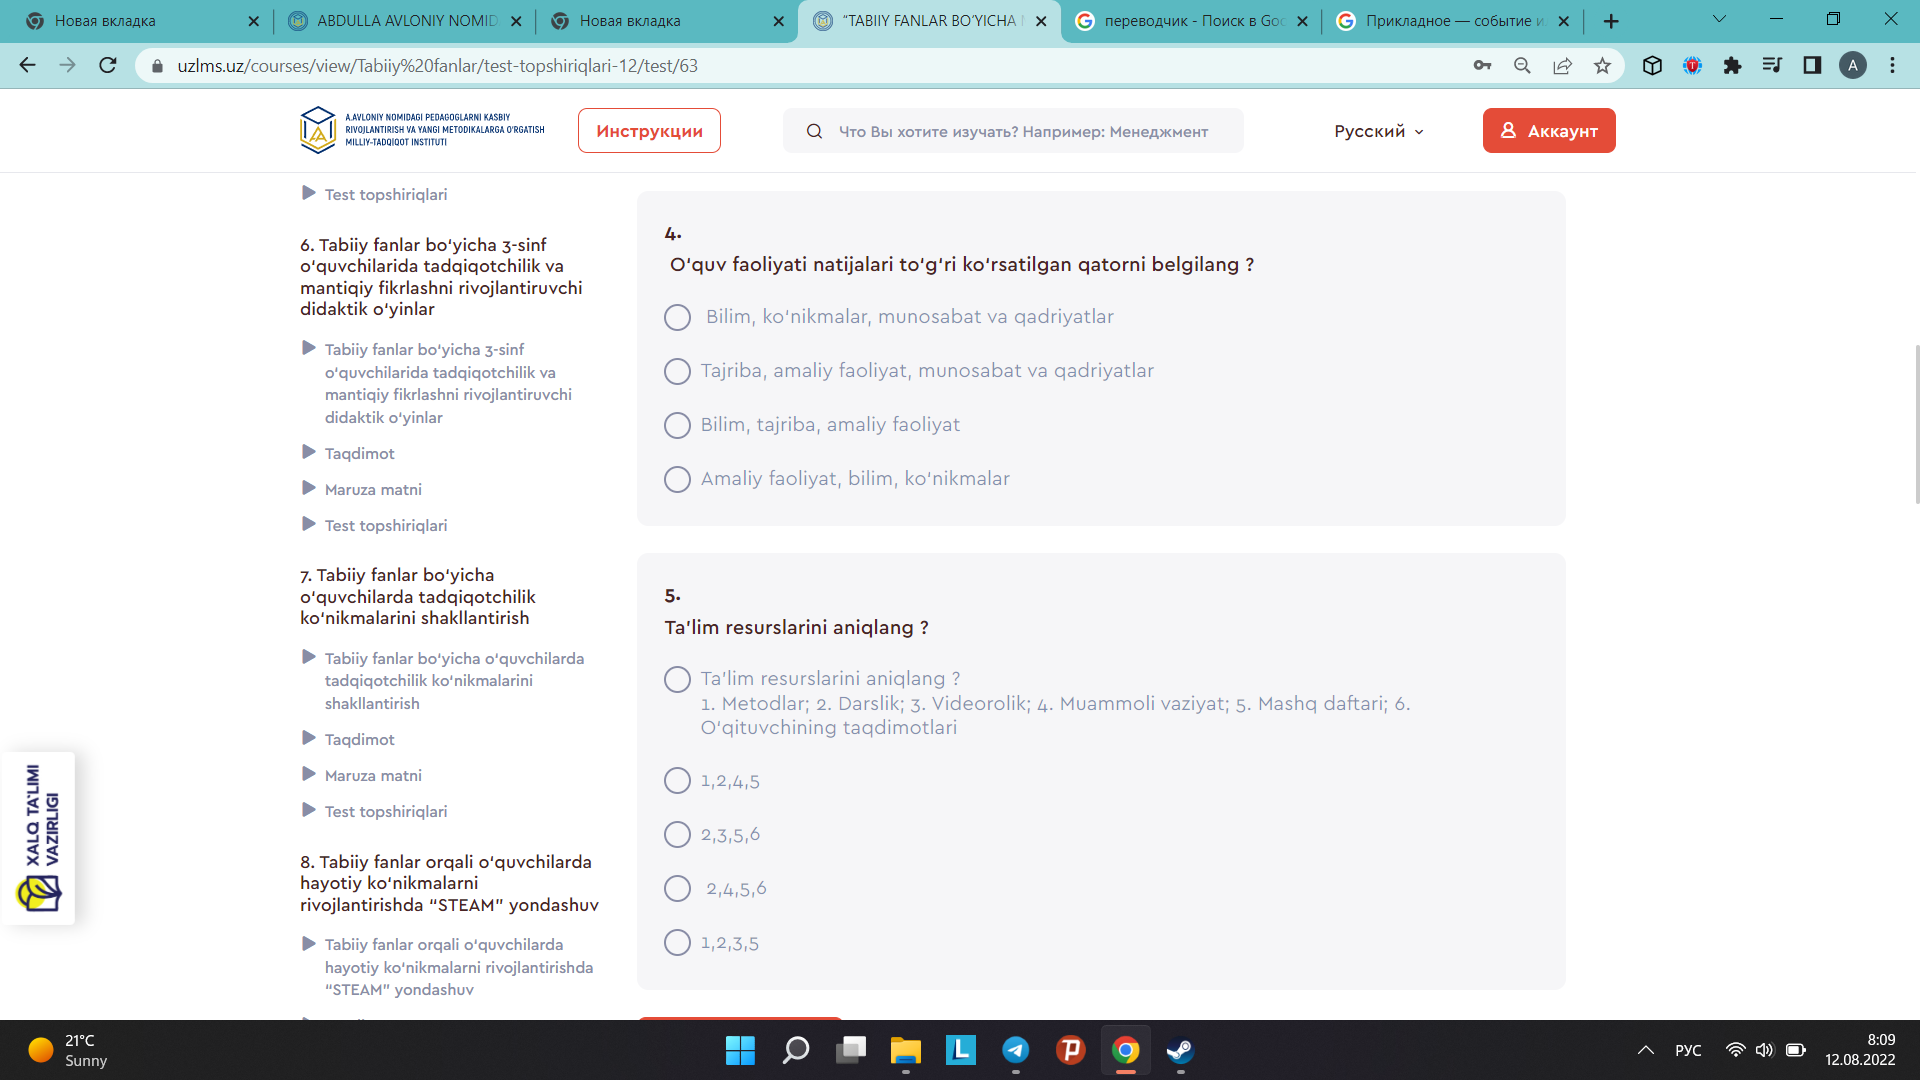 Новая вкладка
ABDULLA AVLONIY NOMID
Новая вкладка
“TABIIY FANLAR BO‘YICHA
переводчик - Поиск в Goo
Прикладное — событие и
uzlms.uz/courses/view/Tabiiy%20fanlar/test-topshiriqlari-12/test/63
A
A.AVLONIY NOMIDAGI PEDAGOGLARNI KASBIY
RIVOJLANTIRISH VA YANGI METODIKALARGA O‘RGATISH
MILLIY-TADQIQOT INSTITUTI
Инструкции
Что Вы хотите изучать? Например: Менеджмент
Русский
Аккаунт
Test topshiriqlari
6. Tabiiy fanlar bo‘yicha 3-sinf
o‘quvchilarida tadqiqotchilik va
mantiqiy fikrlashni rivojlantiruvchi
didaktik o‘yinlar
Tabiiy fanlar bo‘yicha 3-sinf
o‘quvchilarida tadqiqotchilik va
mantiqiy fikrlashni rivojlantiruvchi
didaktik o‘yinlar
Taqdimot
Maruza matni
Test topshiriqlari
7. Tabiiy fanlar bo‘yicha
o‘quvchilarda tadqiqotchilik
ko‘nikmalarini shakllantirish
Tabiiy fanlar bo‘yicha o‘quvchilarda
tadqiqotchilik ko‘nikmalarini
shakllantirish
Taqdimot
Maruza matni
Test topshiriqlari
8. Tabiiy fanlar orqali o‘quvchilarda
hayotiy ko‘nikmalarni
rivojlantirishda “STEAM” yondashuv
Tabiiy fanlar orqali o‘quvchilarda
hayotiy ko‘nikmalarni rivojlantirishda
“STEAM” yondashuv
4.
O‘quv faoliyati natijalari to‘g‘ri ko‘rsatilgan qatorni belgilang ?
Bilim, ko‘nikmalar, munosabat va qadriyatlar
Tajriba, amaliy faoliyat, munosabat va qadriyatlar
Bilim, tajriba, amaliy faoliyat
Amaliy faoliyat, bilim, ko‘nikmalar
5.
Ta’lim resurslarini aniqlang ?
Ta’lim resurslarini aniqlang ?
1. Metodlar; 2. Darslik; 3. Videorolik; 4. Muammoli vaziyat; 5. Mashq daftari; 6.
O‘qituvchining taqdimotlari
1,2,4,5
2,3,5,6
2,4,5,6
1,2,3,5
XALQ TA'LIMI
VAZIRLIGI
21°C
Sunny
РУС
8:09
12.08.2022